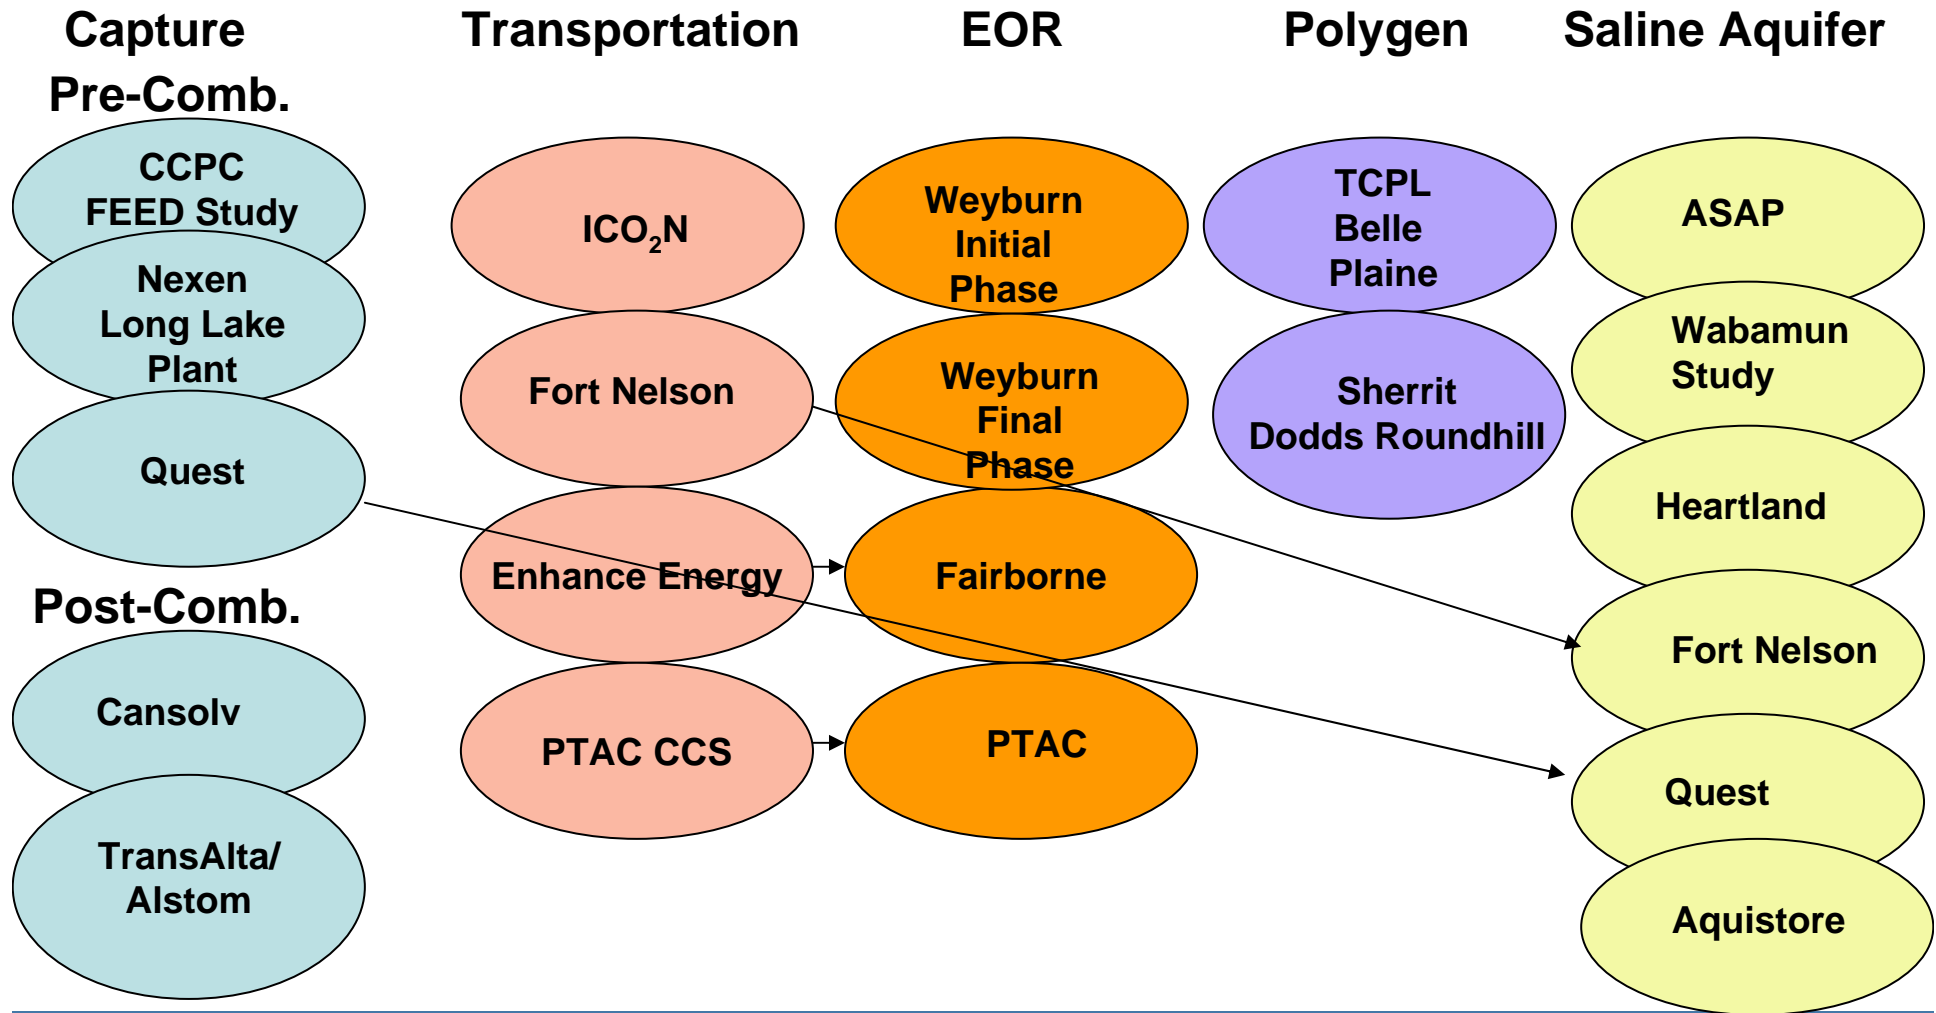 Capture
Pre-Comb.
CCPC
FEED Study
Nexen
Long Lake
Plant
Quest
Post-Comb.
Cansolv
TransAlta/
Alstom
Transportation
ICO₂N
Fort Nelson
Enhance Energy
PTAC CCS
EOR
Weyburn
Initial
Phase
Weyburn
Final
Phase
Fairborne
PTAC
Polygen
TCPL
Belle
Plaine
Sherrit
Dodds Roundhill
Saline Aquifer
ASAP
Wabamun
Study
Heartland
Fort Nelson
Quest
Aquistore